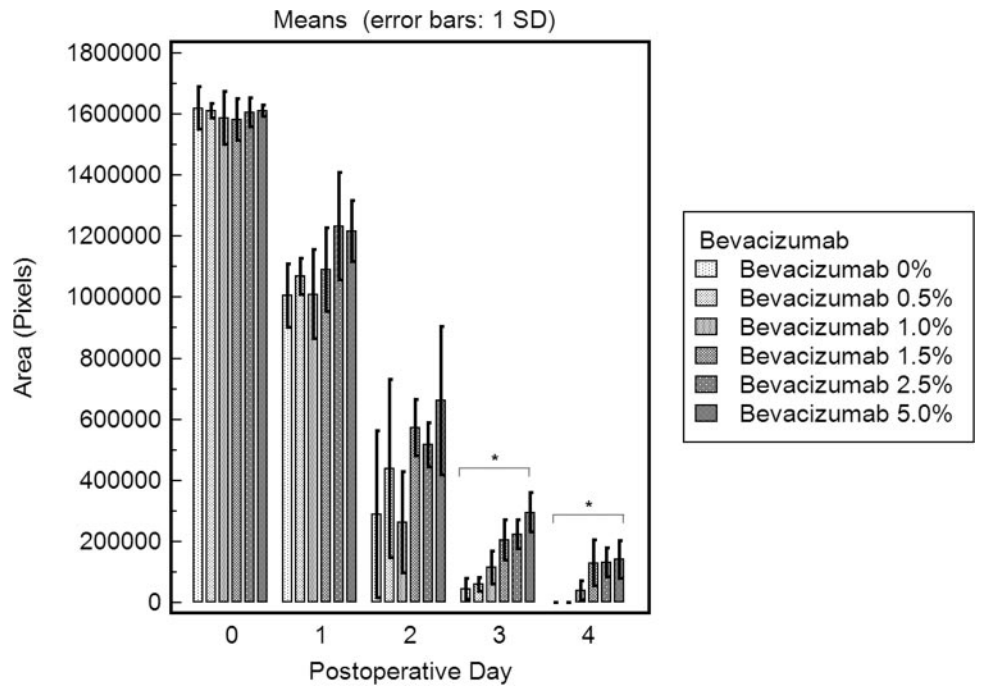 Means (error bars: 1 SD)
Area (Pixels)
1800000
1600000
1400000
1200000
1000000
800000
600000
400000
200000
0
*
*
0 1 2 3 4
Postoperative Day
Bevacizumab
Bevacizumab 0%
Bevacizumab 0.5%
Bevacizumab 1.0%
Bevacizumab 1.5%
Bevacizumab 2.5%
Bevacizumab 5.0%